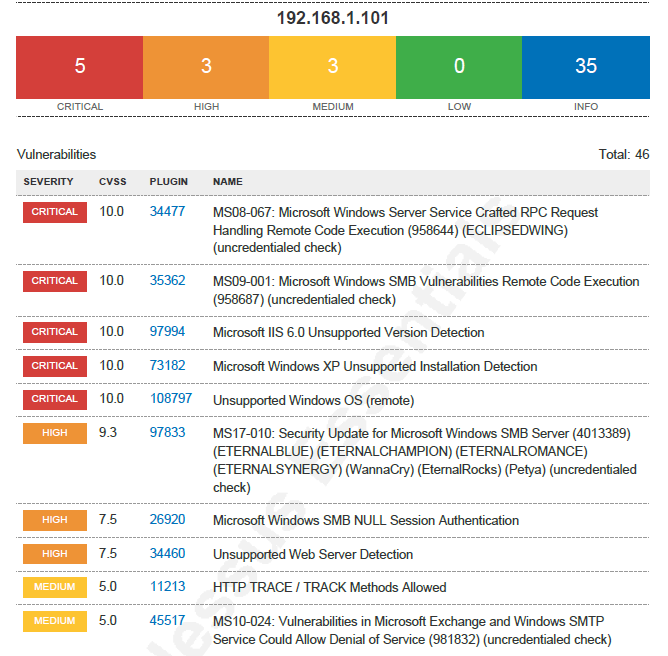 192.168.1.101
5 3 3 0 35
CRITICAL HIGH MEDIUM LOW INFO
Vulnerabilities Total: 46
SEVERITY CVSS PLUGIN NAME
CRITICAL 10.0 34477 MS08-067: Microsoft Windows Server Service Crafted RPC Request
Handling Remote Code Execution (958644) (ECLIPSEDWING)
(uncredentialed check)
CRITICAL 10.0 35362 MS09-001: Microsoft Windows SMB Vulnerabilities Remote Code Execution
(958687) (uncredentialed check)
CRITICAL 10.0 97994 Microsoft IIS 6.0 Unsupported Version Detection
CRITICAL 10.0 73182 Microsoft Windows XP Unsupported Installation Detection
CRITICAL 10.0 108797 Unsupported Windows OS (remote)
HIGH 9.3 97833 MS17-010: Security Update for Microsoft Windows SMB Server (4013389)
(ETERNALBLUE) (ETERNALCHAMPION) (ETERNALROMANCE)
(ETERNALSYNERGY) (WannaCry) (EternalRocks) (Petya) (uncredentialed
check)
HIGH 7.5 26920 Microsoft Windows SMB NULL Session Authentication
HIGH 7.5 34460 Unsupported Web Server Detection
MEDIUM 5.0 11213 HTTP TRACE / TRACK Methods Allowed
MEDIUM 5.0 45517 MS10-024: Vulnerabilities in Microsoft Exchange and Windows SMTP
Service Could Allow Denial of Service (981832) (uncredentialed check)
essus Essentials